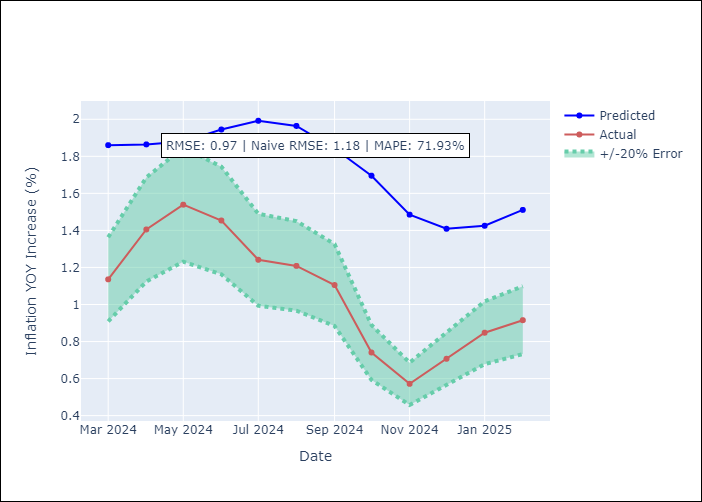 2
1.8
1.6
1.4
1.2
1
0.8
0.6
0.4
Inflation YOY Increase (%)
RMSE: 0.97 | Naive RMSE: 1.18 | MAPE: 71.93%
Predicted
Actual
+/-20% Error
Mar 2024
May 2024
Jul 2024
Sep 2024
Nov 2024
Jan 2025
Date